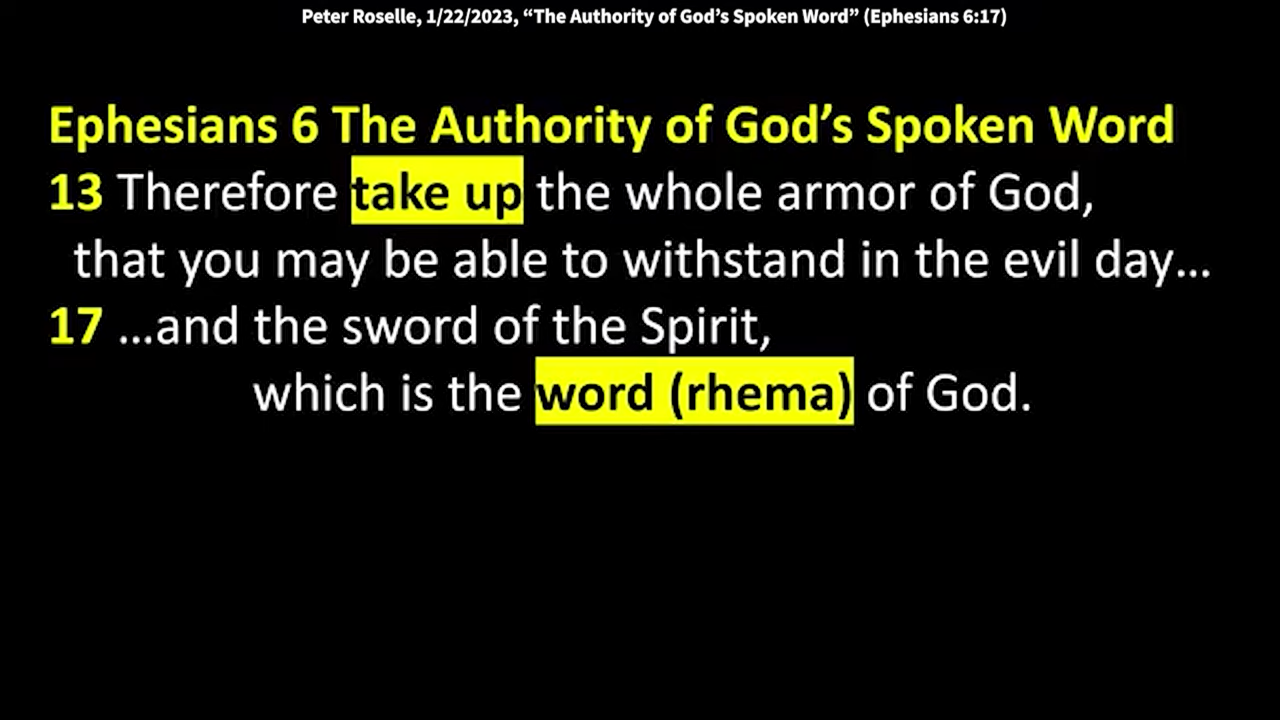 Peter Roselle, 1/22/2023, “The Authority of God’s Spoken Word” (Ephesians 6:17)
Ephesians 6 The Authority of God’s Spoken Word
13 Therefore take up the whole armor of God,
that you may be able to withstand in the evil day...
17 ...and the sword of the Spirit,
which is the word (rhema) of God.